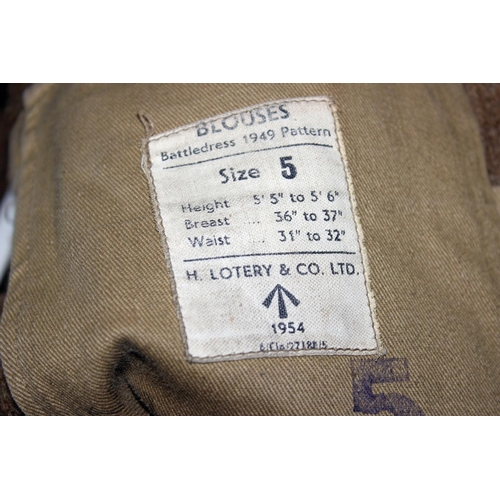 BLOUSES
Battledress 1949 Pattern
Size 5
Height 5' 5" to 5' 6"
Breast ... 36" to 37"
Waist ... 31" to 32"
H. LOTERY & CO. LTD.
1954
5